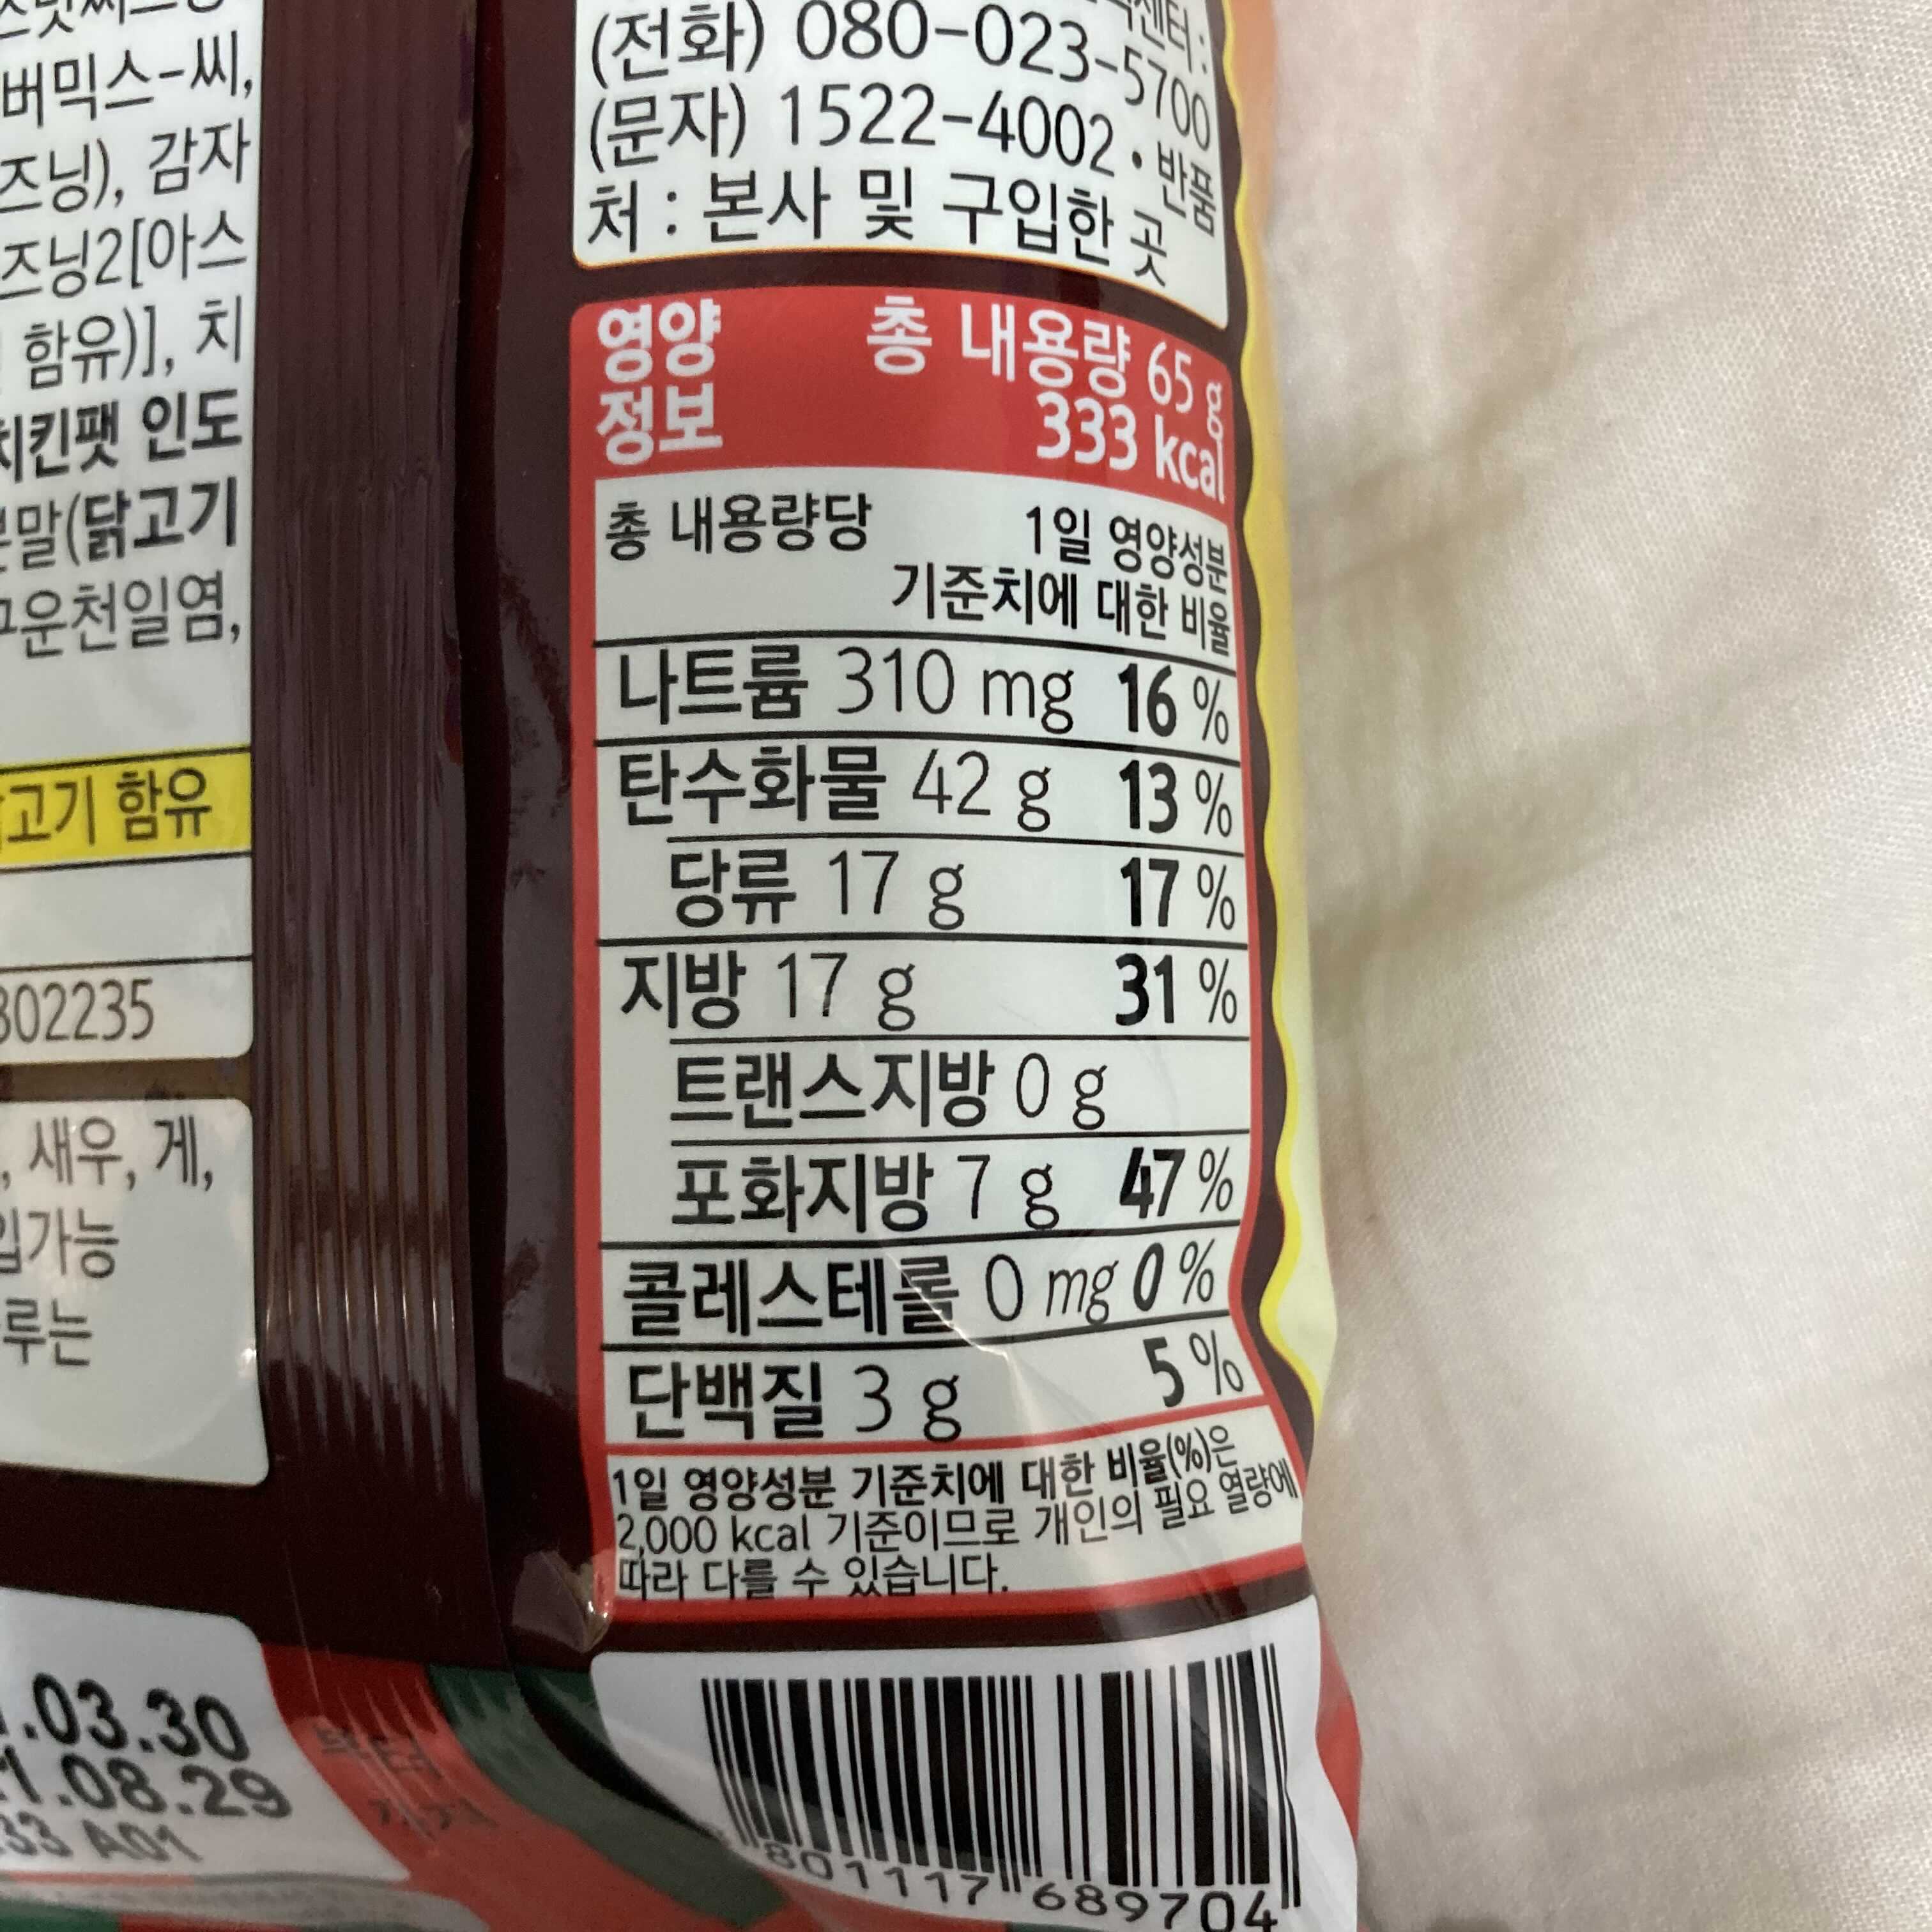 버믹스-씨,
즈닝), 감자
즈닝2[아스
함유)], 치
치킨팻 인도
분말(닭고기
구운천일염,
고기 함유
302235
, 새우, 게,
입가능
루는
.03.30
1.08.29
33 A01
부터
까지
(전화) 080-023-5700
(문자) 1522-4002 • 반품
처 : 본사 및 구입한 곳
영양
정보
총 내용량 65 g
333 kcal
총 내용량당
1일 영양성분
기준치에 대한 비율
나트륨 310 mg 16 %
탄수화물 42 g 13 %
당류 17 g 17 %
지방 17 g 31 %
트랜스지방 0 g
포화지방 7 g 47 %
콜레스테롤 0 mg 0 %
단백질 3 g 5 %
1일 영양성분 기준치에 대한 비율(%)은
2,000 kcal 기준이므로 개인의 필요 열량에
따라 다를 수 있습니다.
8 801117 689704